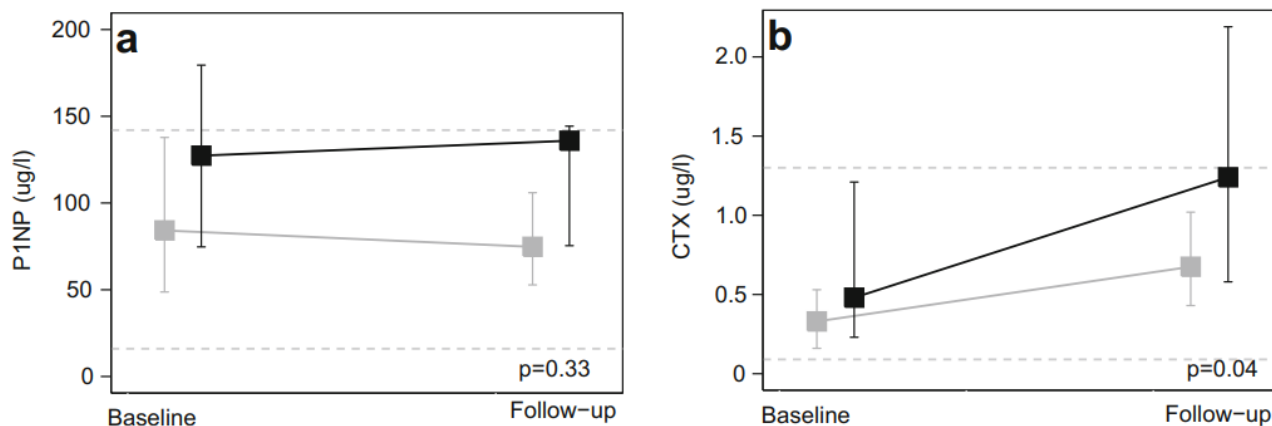 a
200
150
100
50
0
P1NP (ug/l)
p=0.33
Baseline
Follow−up
b
2.0
1.5
1.0
0.5
0
CTX (ug/l)
p=0.04
Baseline
Follow−up